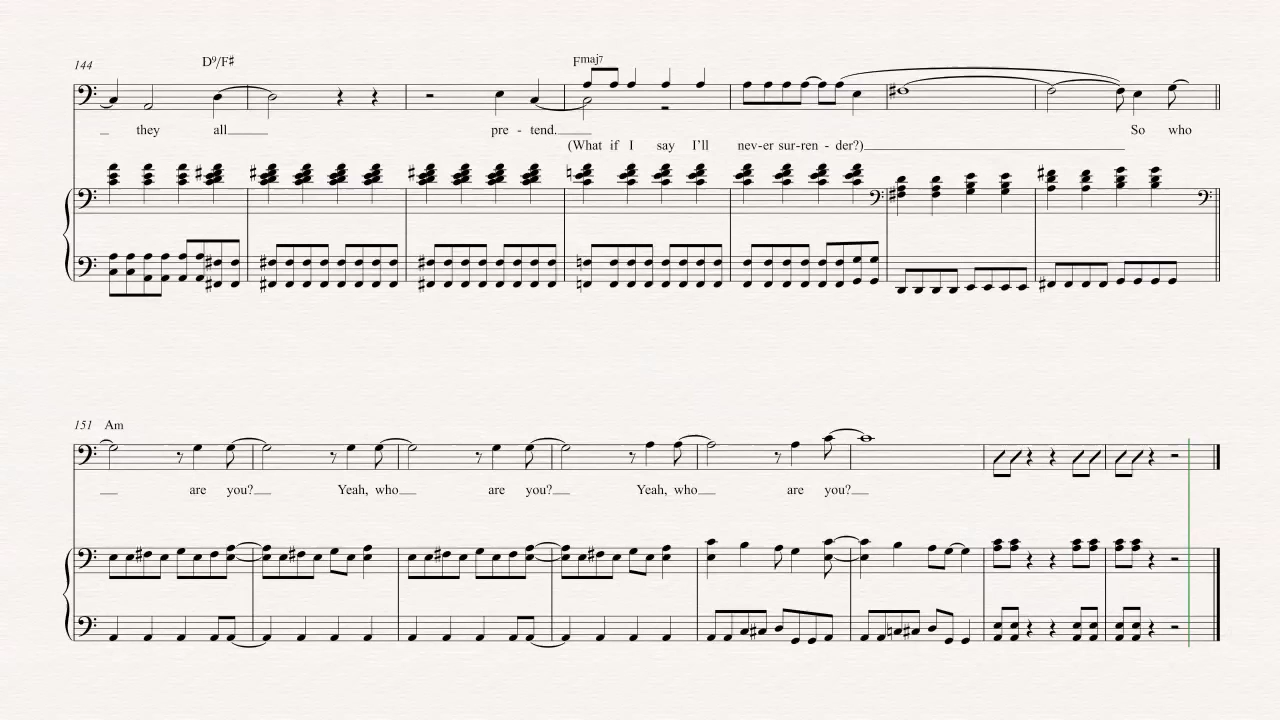 144
D9/F♯
Fmaj7
they all pre - tend. So who
(What if I say I'll nev-er sur-ren - der?)
151 Am
are you? Yeah, who are you? Yeah, who are you?